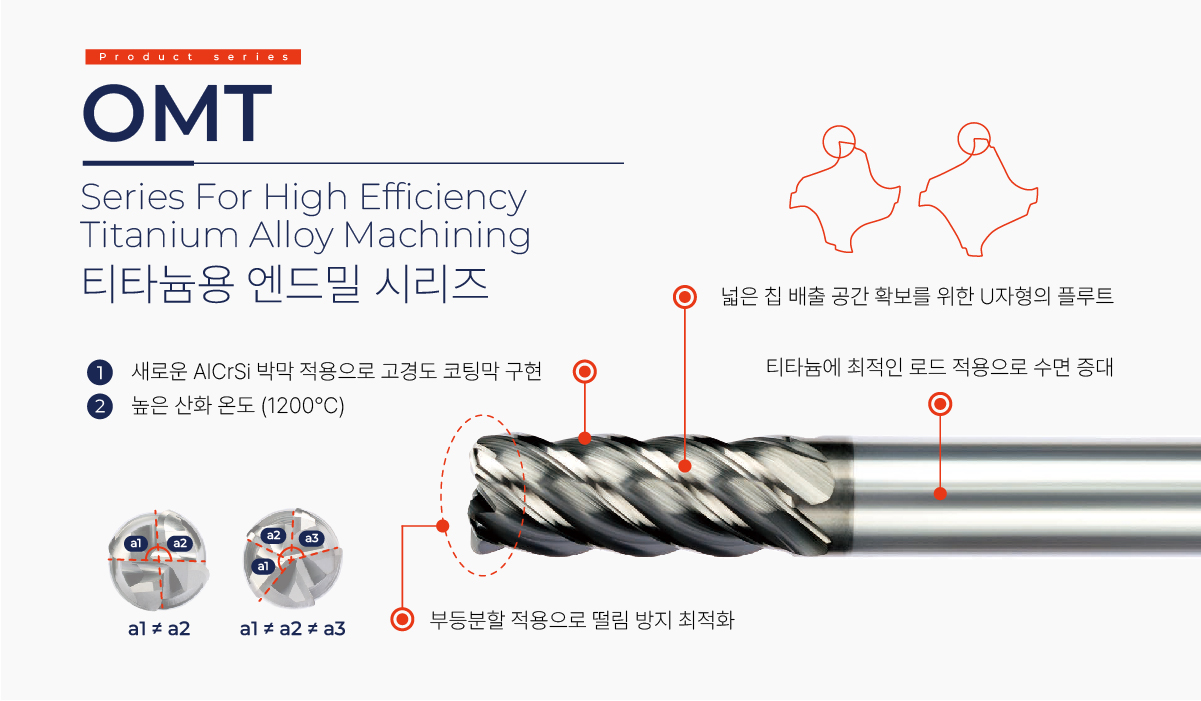 Product series
OMT
Series For High Efficiency
Titanium Alloy Machining
티타늄용 엔드밀 시리즈
넓은 칩 배출 공간 확보를 위한 U자형의 플루트
티타늄에 최적인 로드 적용으로 수면 증대
1 새로운 AlCrSi 박막 적용으로 고경도 코팅막 구현
2 높은 산화 온도 (1200°C)
a1 a2
a2 a3
a1
a1 ≠ a2
a1 ≠ a2 ≠ a3
부등분할 적용으로 떨림 방지 최적화